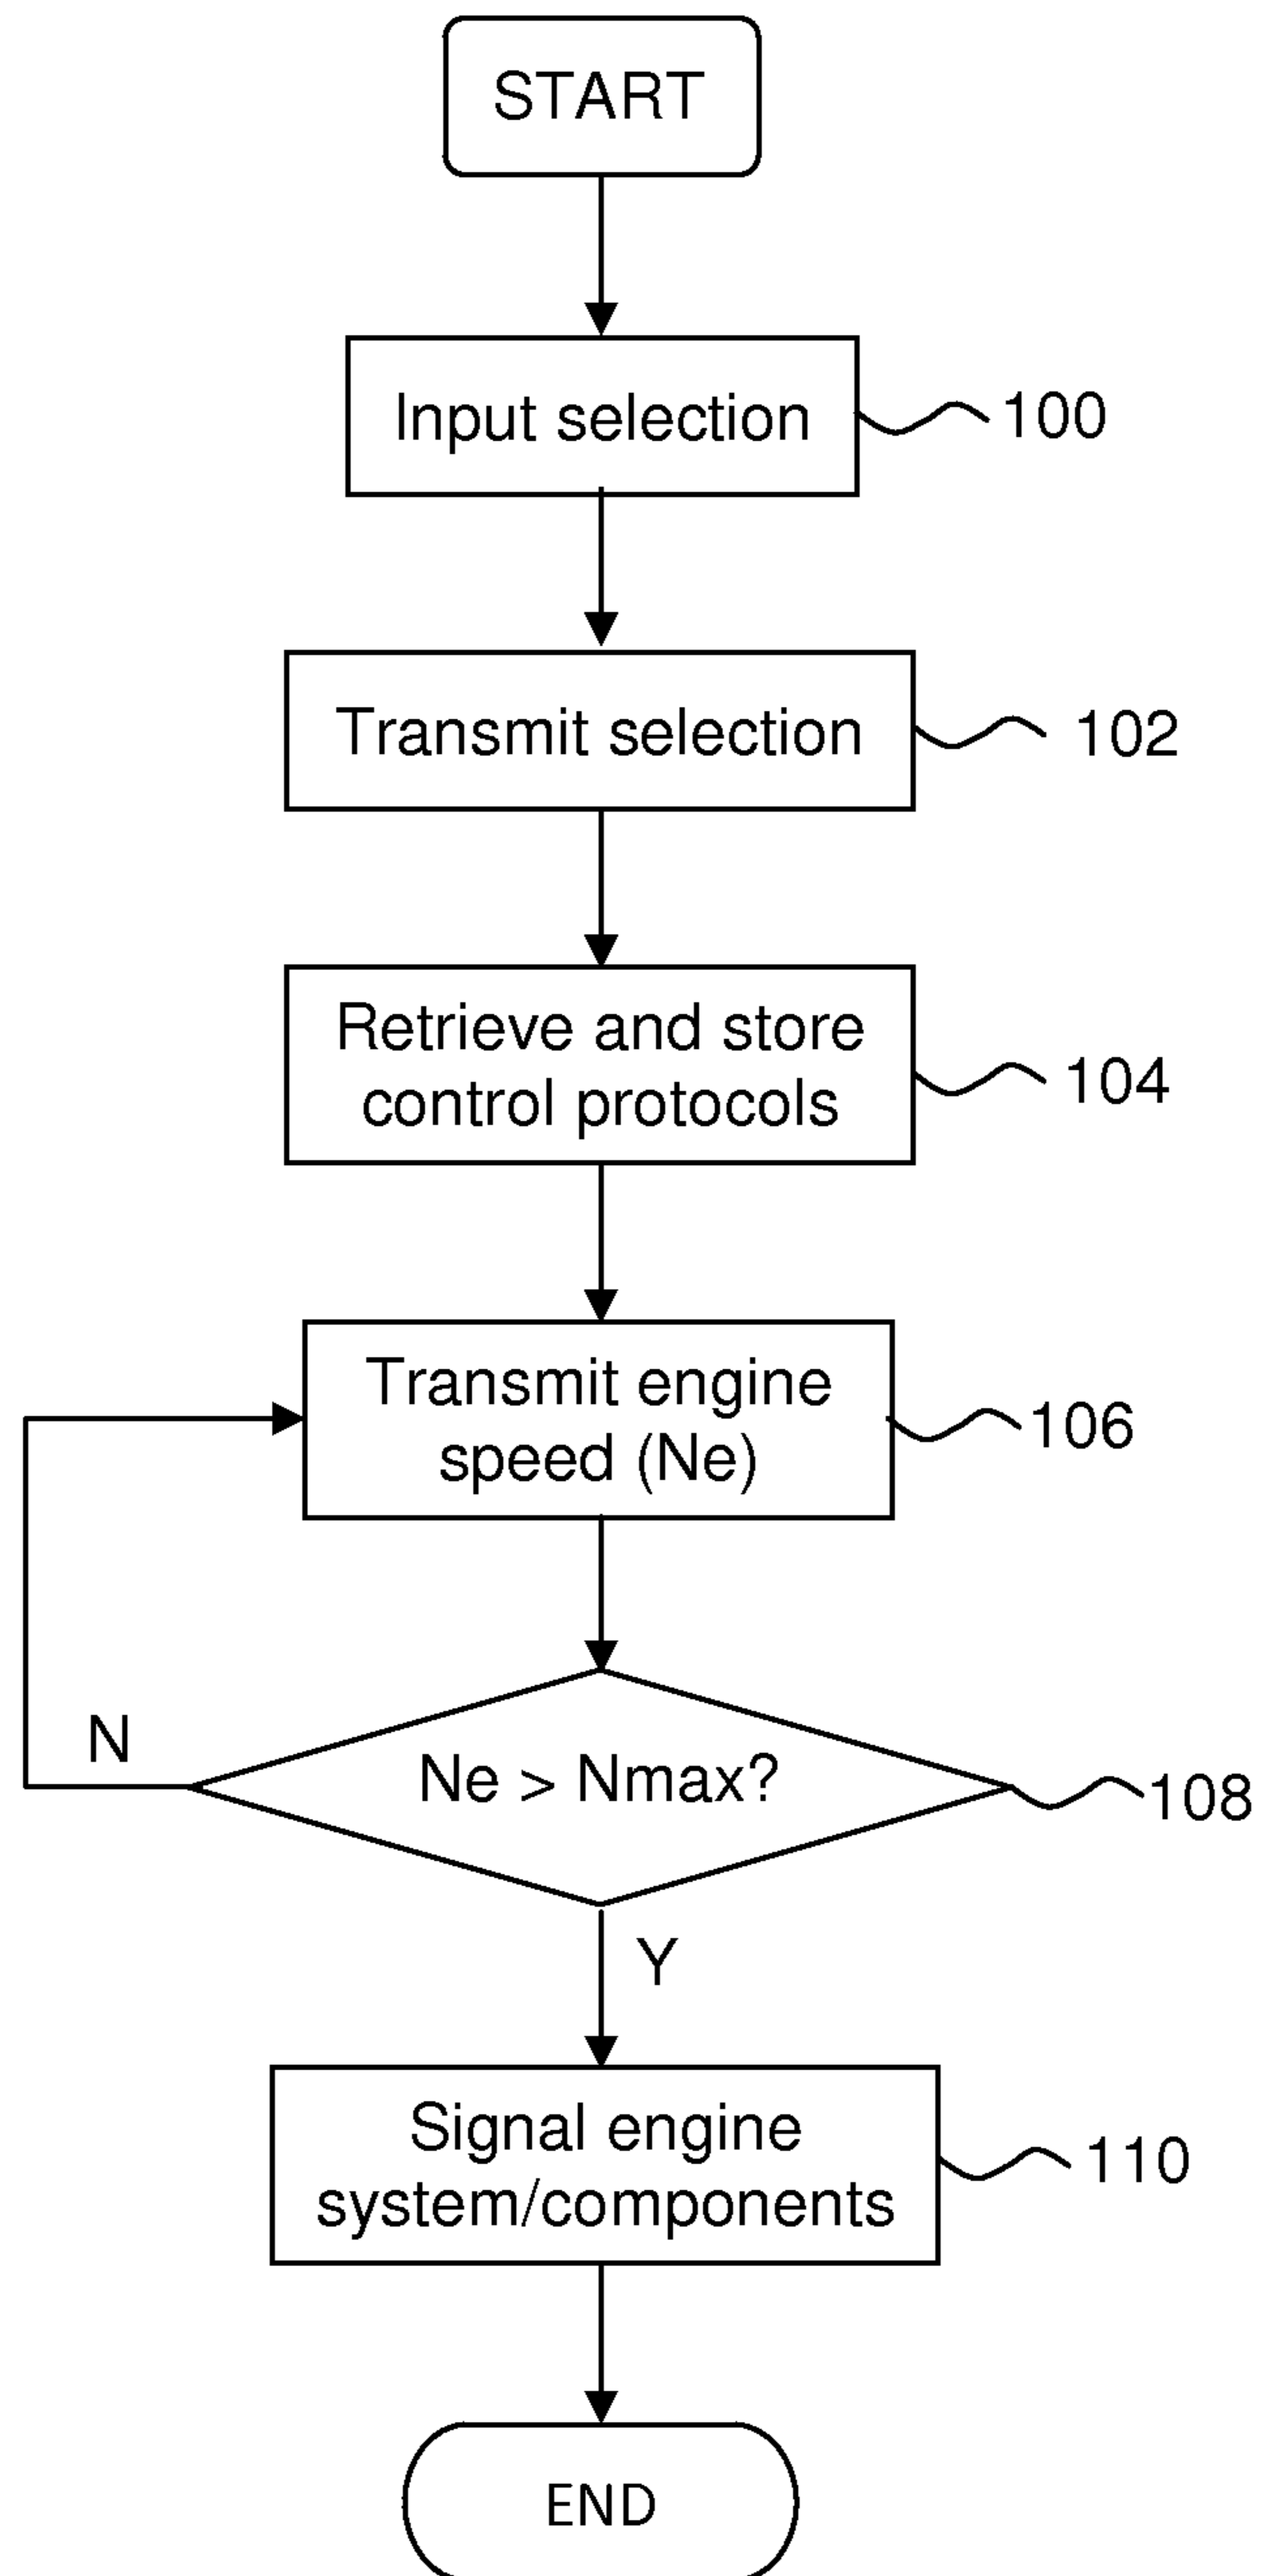 START
Input selection
100
Transmit selection
102
Retrieve and store
control protocols
104
Transmit engine
speed (Ne)
106
N
Ne > Nmax?
108
Y
Signal engine
system/components
110
END